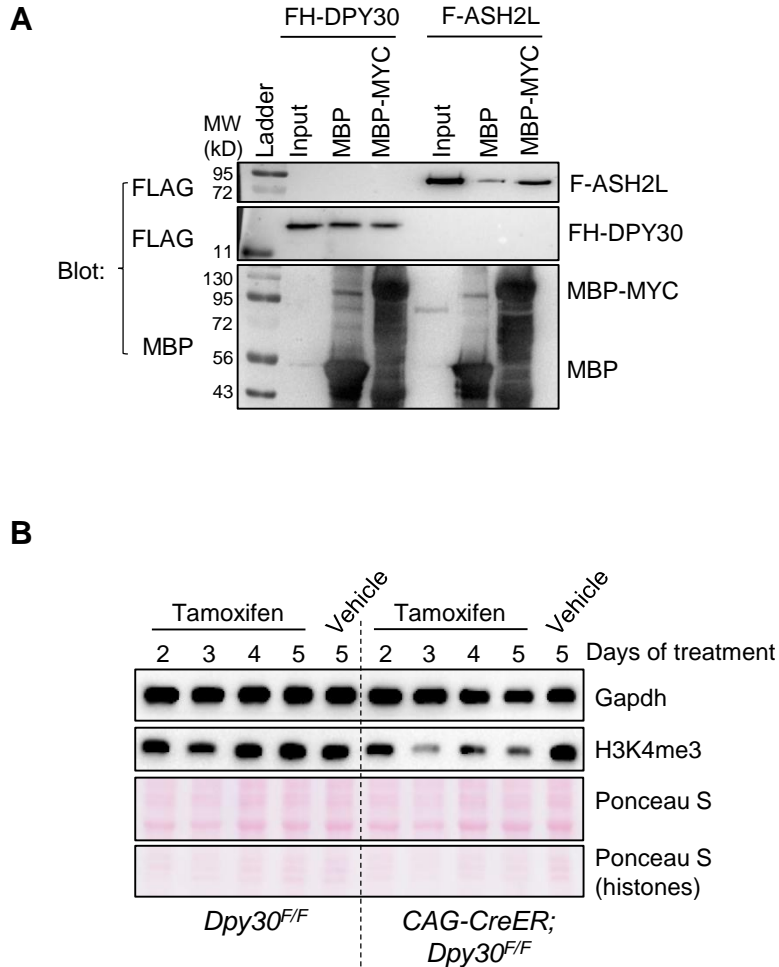 A
FH-DPY30 F-ASH2L
MW
(kD)
Ladder
Input
MBP
MBP-MYC
Input
MBP
MBP-MYC
95
72
FLAG
F-ASH2L
FLAG
11
FH-DPY30
Blot:
130
95
72
56
43
MBP
MBP-MYC
MBP
B
Tamoxifen Vehicle Tamoxifen Vehicle
2 3 4 5 5 2 3 4 5 5 Days of treatment
Gapdh
H3K4me3
Ponceau S
Ponceau S
(histones)
Dpy30F/F
CAG-CreER;
Dpy30F/F